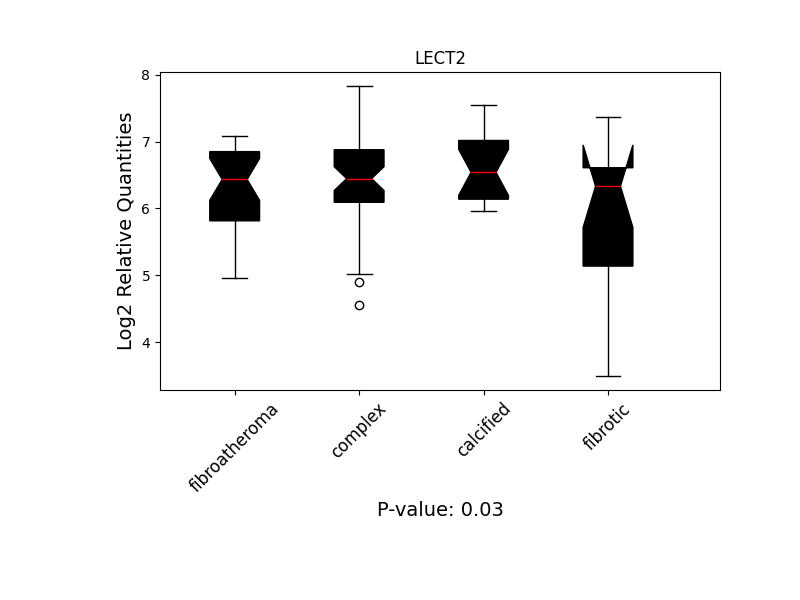 LECT2
Log2 Relative Quantities
8
7
6
5
4
fibroatheroma
complex
calcified
fibrotic
P-value: 0.03